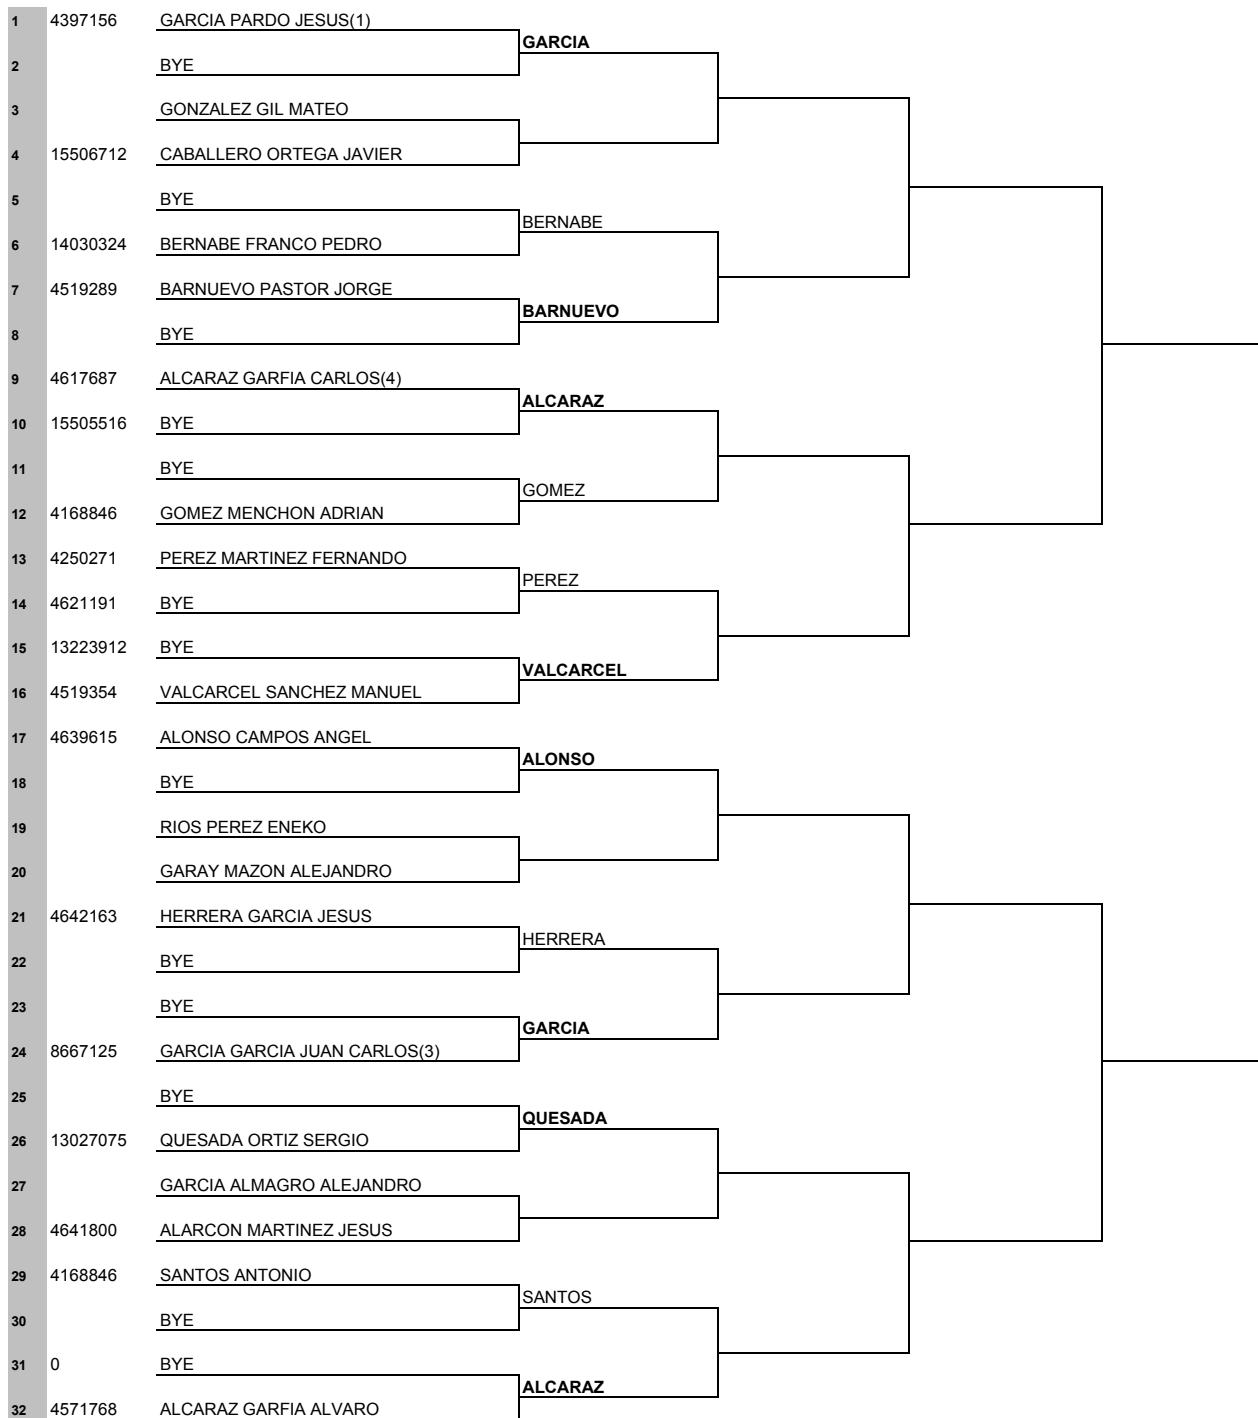 1 4397156 GARCIA PARDO JESUS(1)
GARCIA
2 BYE
3 GONZALEZ GIL MATEO
4 15506712 CABALLERO ORTEGA JAVIER
5 BYE
BERNABE
6 14030324 BERNABE FRANCO PEDRO
7 4519289 BARNUEVO PASTOR JORGE
BARNUEVO
8 BYE
9 4617687 ALCARAZ GARFIA CARLOS(4)
ALCARAZ
10 15505516 BYE
11 BYE
GOMEZ
12 4168846 GOMEZ MENCHON ADRIAN
13 4250271 PEREZ MARTINEZ FERNANDO
PEREZ
14 4621191 BYE
15 13223912 BYE
VALCARCEL
16 4519354 VALCARCEL SANCHEZ MANUEL
17 4639615 ALONSO CAMPOS ANGEL
ALONSO
18 BYE
19 RIOS PEREZ ENEKO
20 GARAY MAZON ALEJANDRO
21 4642163 HERRERA GARCIA JESUS
HERRERA
22 BYE
23 BYE
GARCIA
24 8667125 GARCIA GARCIA JUAN CARLOS(3)
25 BYE
QUESADA
26 13027075 QUESADA ORTIZ SERGIO
27 GARCIA ALMAGRO ALEJANDRO
28 4641800 ALARCON MARTINEZ JESUS
29 4168846 SANTOS ANTONIO
SANTOS
30 BYE
31 0 BYE
ALCARAZ
32 4571768 ALCARAZ GARFIA ALVARO